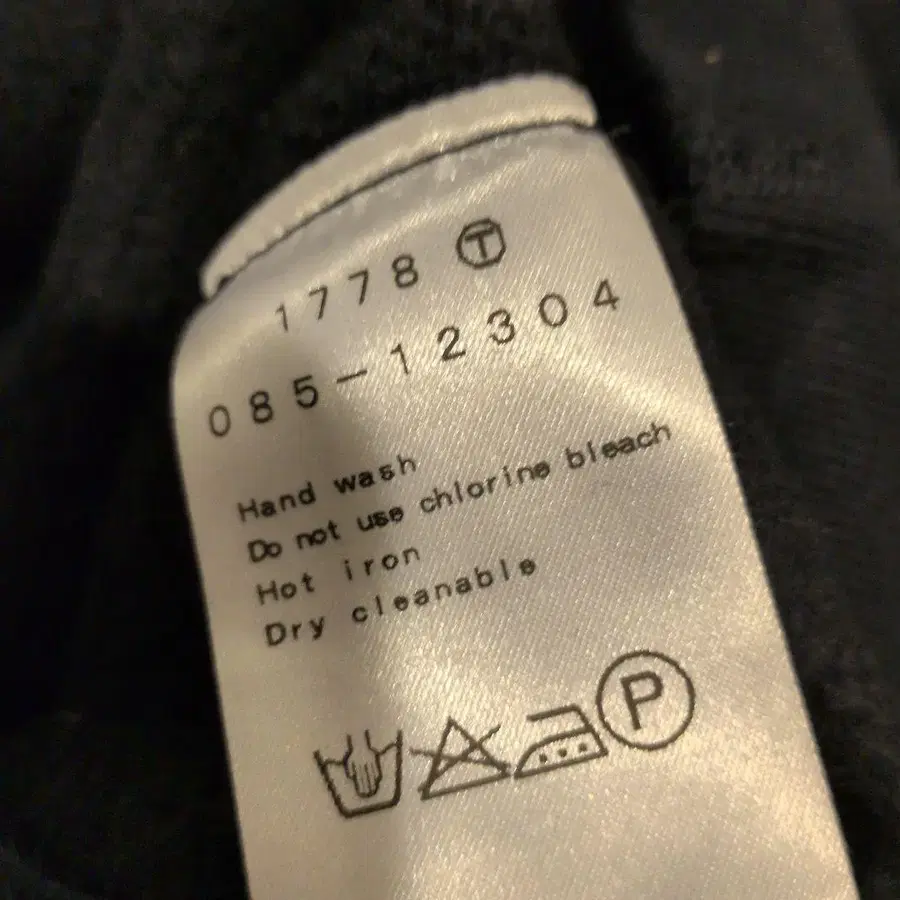 1778 Ⓣ
085-12304
Hand wash
Do not use chlorine bleach
Hot iron
Dry cleanable
Ⓟ